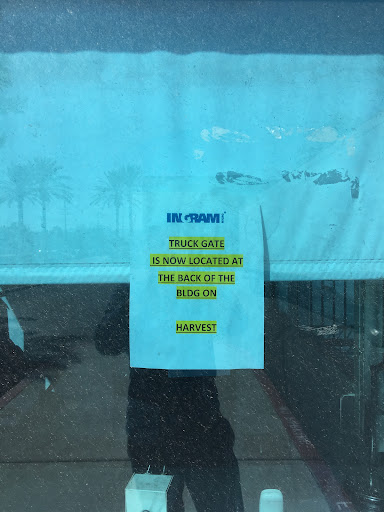 INGRAM
TRUCK GATE
IS NOW LOCATED AT
THE BACK OF THE
BLDG ON
HARVEST